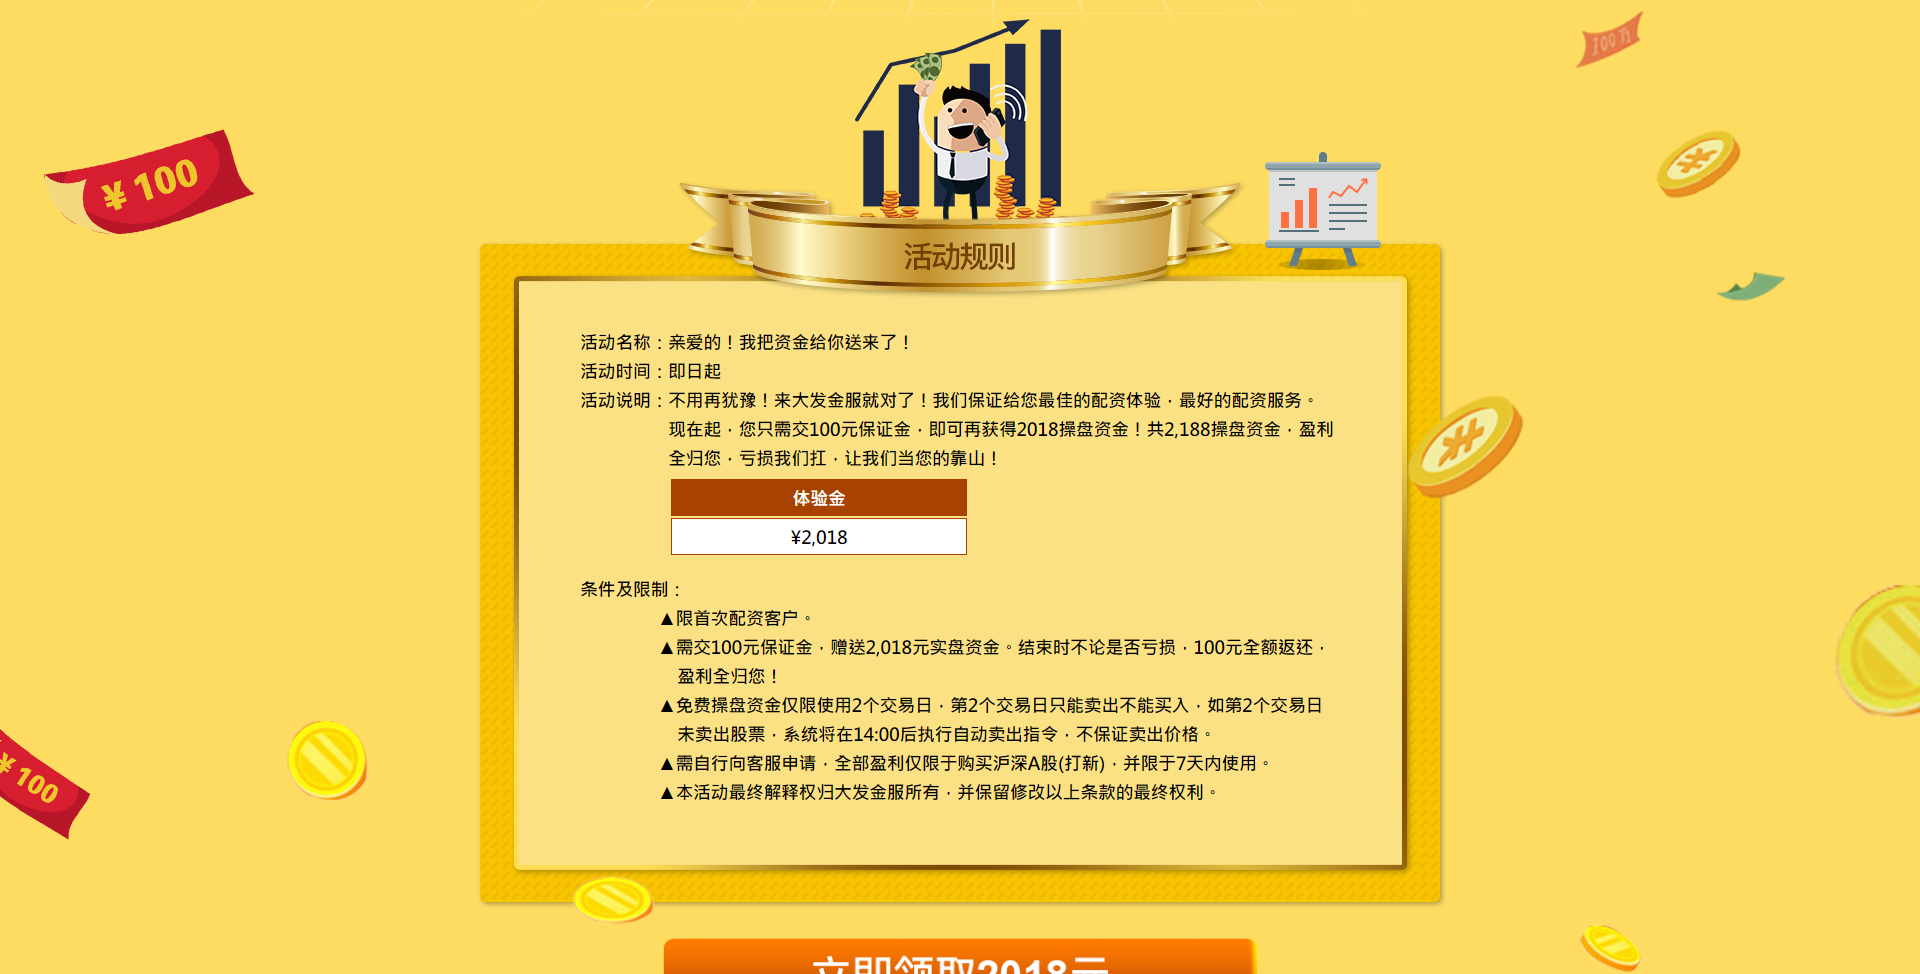 100万
¥100
活动规则
活动名称：亲爱的！我把资金给你送来了！
活动时间：即日起
活动说明：不用再犹豫！来大发金服就对了！我们保证给您最佳的配资体验，最好的配资服务。
现在起，您只需交100元保证金，即可再获得2018操盘资金！共2,188操盘资金，盈利
全归您，亏损我们扛，让我们当您的靠山！
体验金
¥2,018
条件及限制：
▲限首次配资客户。
▲需交100元保证金，赠送2,018元实盘资金。结束时不论是否亏损，100元全额返还，
盈利全归您！
▲免费操盘资金仅限使用2个交易日，第2个交易日只能卖出不能买入，如第2个交易日
未卖出股票，系统将在14:00后执行自动卖出指令，不保证卖出价格。
▲需自行向客服申请，全部盈利仅限于购买沪深A股(打新)，并限于7天内使用。
▲本活动最终解释权归大发金服所有，并保留修改以上条款的最终权利。
¥100
立即领取2018元